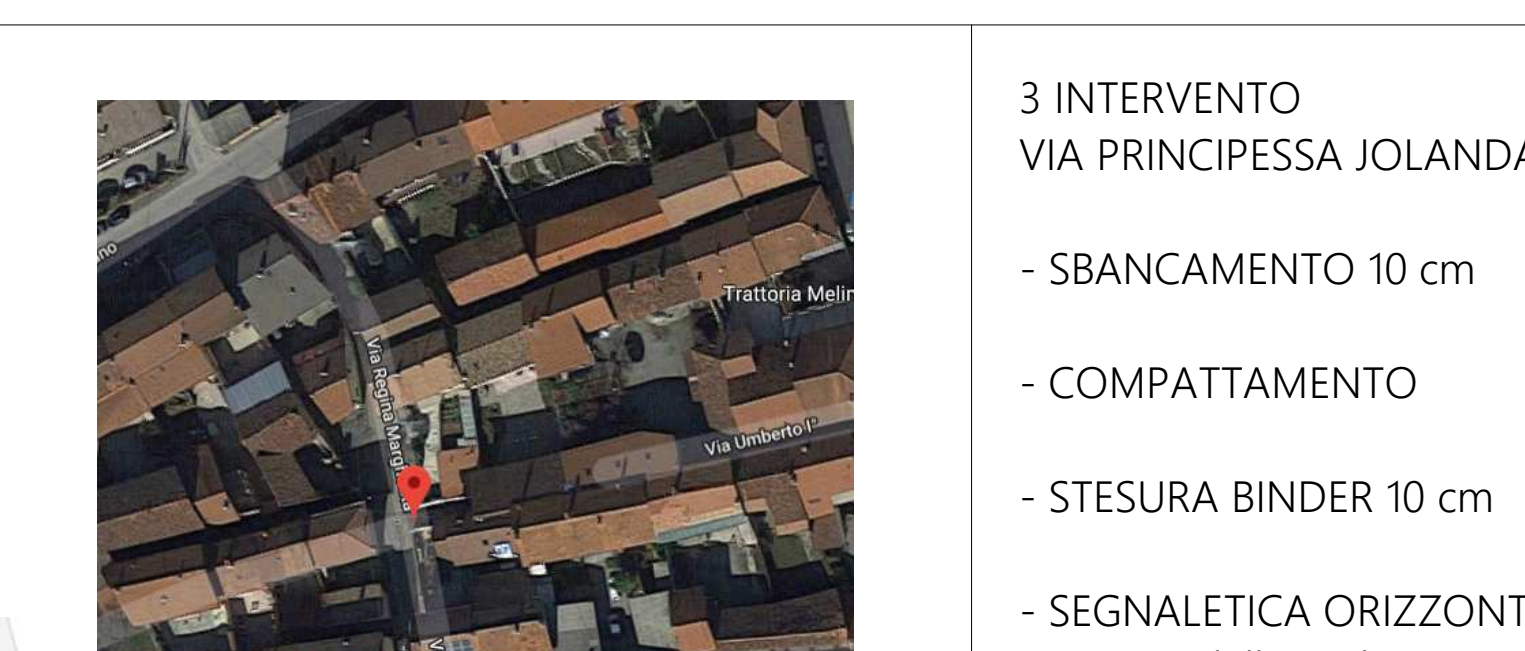 no
Via Regina Marg
Trattoria Melin
Via Umberto I°
V
3 INTERVENTO
VIA PRINCIPESSA JOLANDA
- SBANCAMENTO 10 cm
- COMPATTAMENTO
- STESURA BINDER 10 cm
- SEGNALETICA ORIZZONT